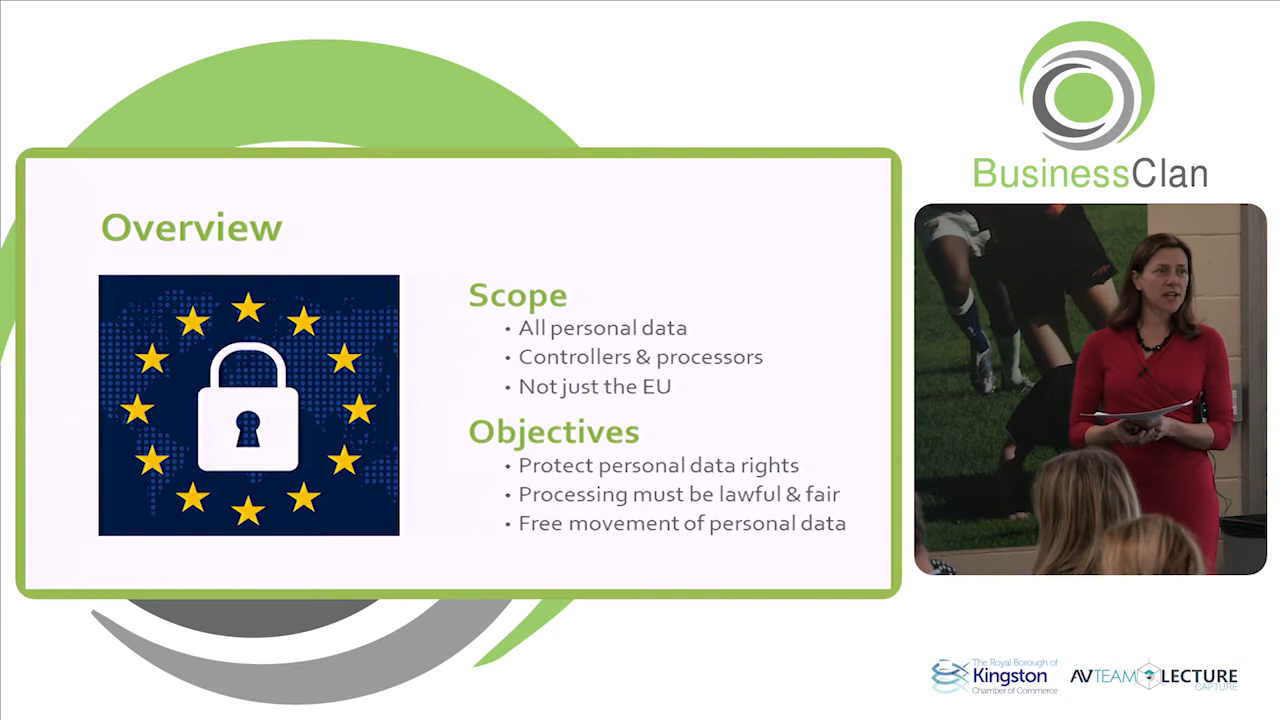 BusinessClan
Overview
Scope
• All personal data
• Controllers & processors
• Not just the EU
Objectives
• Protect personal data rights
• Processing must be lawful & fair
• Free movement of personal data
The Royal Borough of
Kingston
Chamber of Commerce
AVTEAM LECTURE
CAPTURE